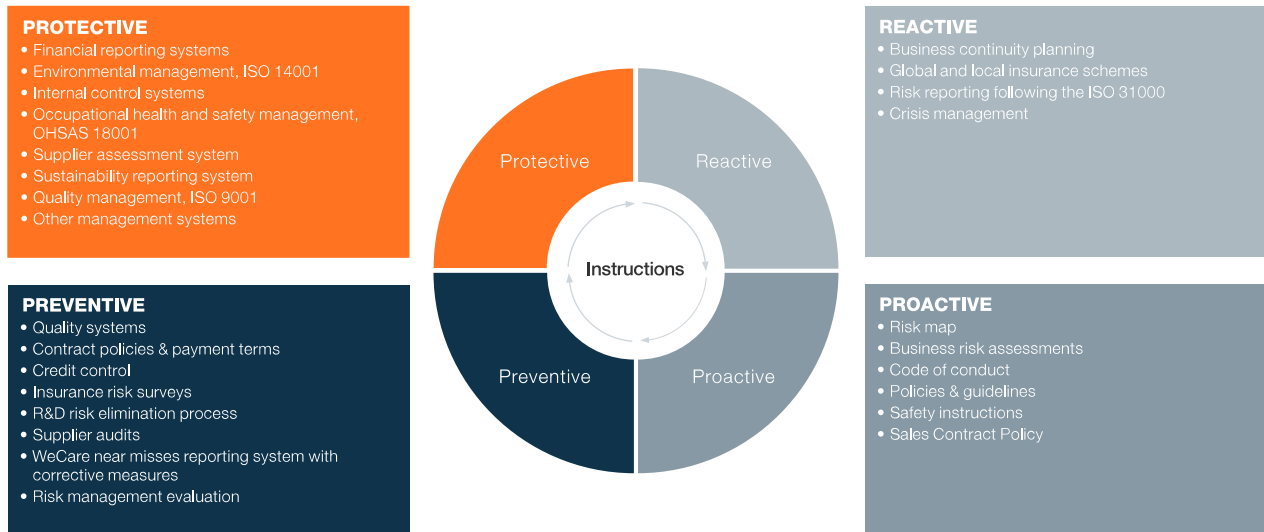 PROTECTIVE
• Financial reporting systems
• Environmental management, ISO 14001
• Internal control systems
• Occupational health and safety management,
OHSAS 18001
• Supplier assessment system
• Sustainability reporting system
• Quality management, ISO 9001
• Other management systems
REACTIVE
• Business continuity planning
• Global and local insurance schemes
• Risk reporting following the ISO 31000
• Crisis management
Protective
Reactive
Instructions
Preventive
Proactive
PREVENTIVE
• Quality systems
• Contract policies & payment terms
• Credit control
• Insurance risk surveys
• R&D risk elimination process
• Supplier audits
• WeCare near misses reporting system with
corrective measures
• Risk management evaluation
PROACTIVE
• Risk map
• Business risk assessments
• Code of conduct
• Policies & guidelines
• Safety instructions
• Sales Contract Policy